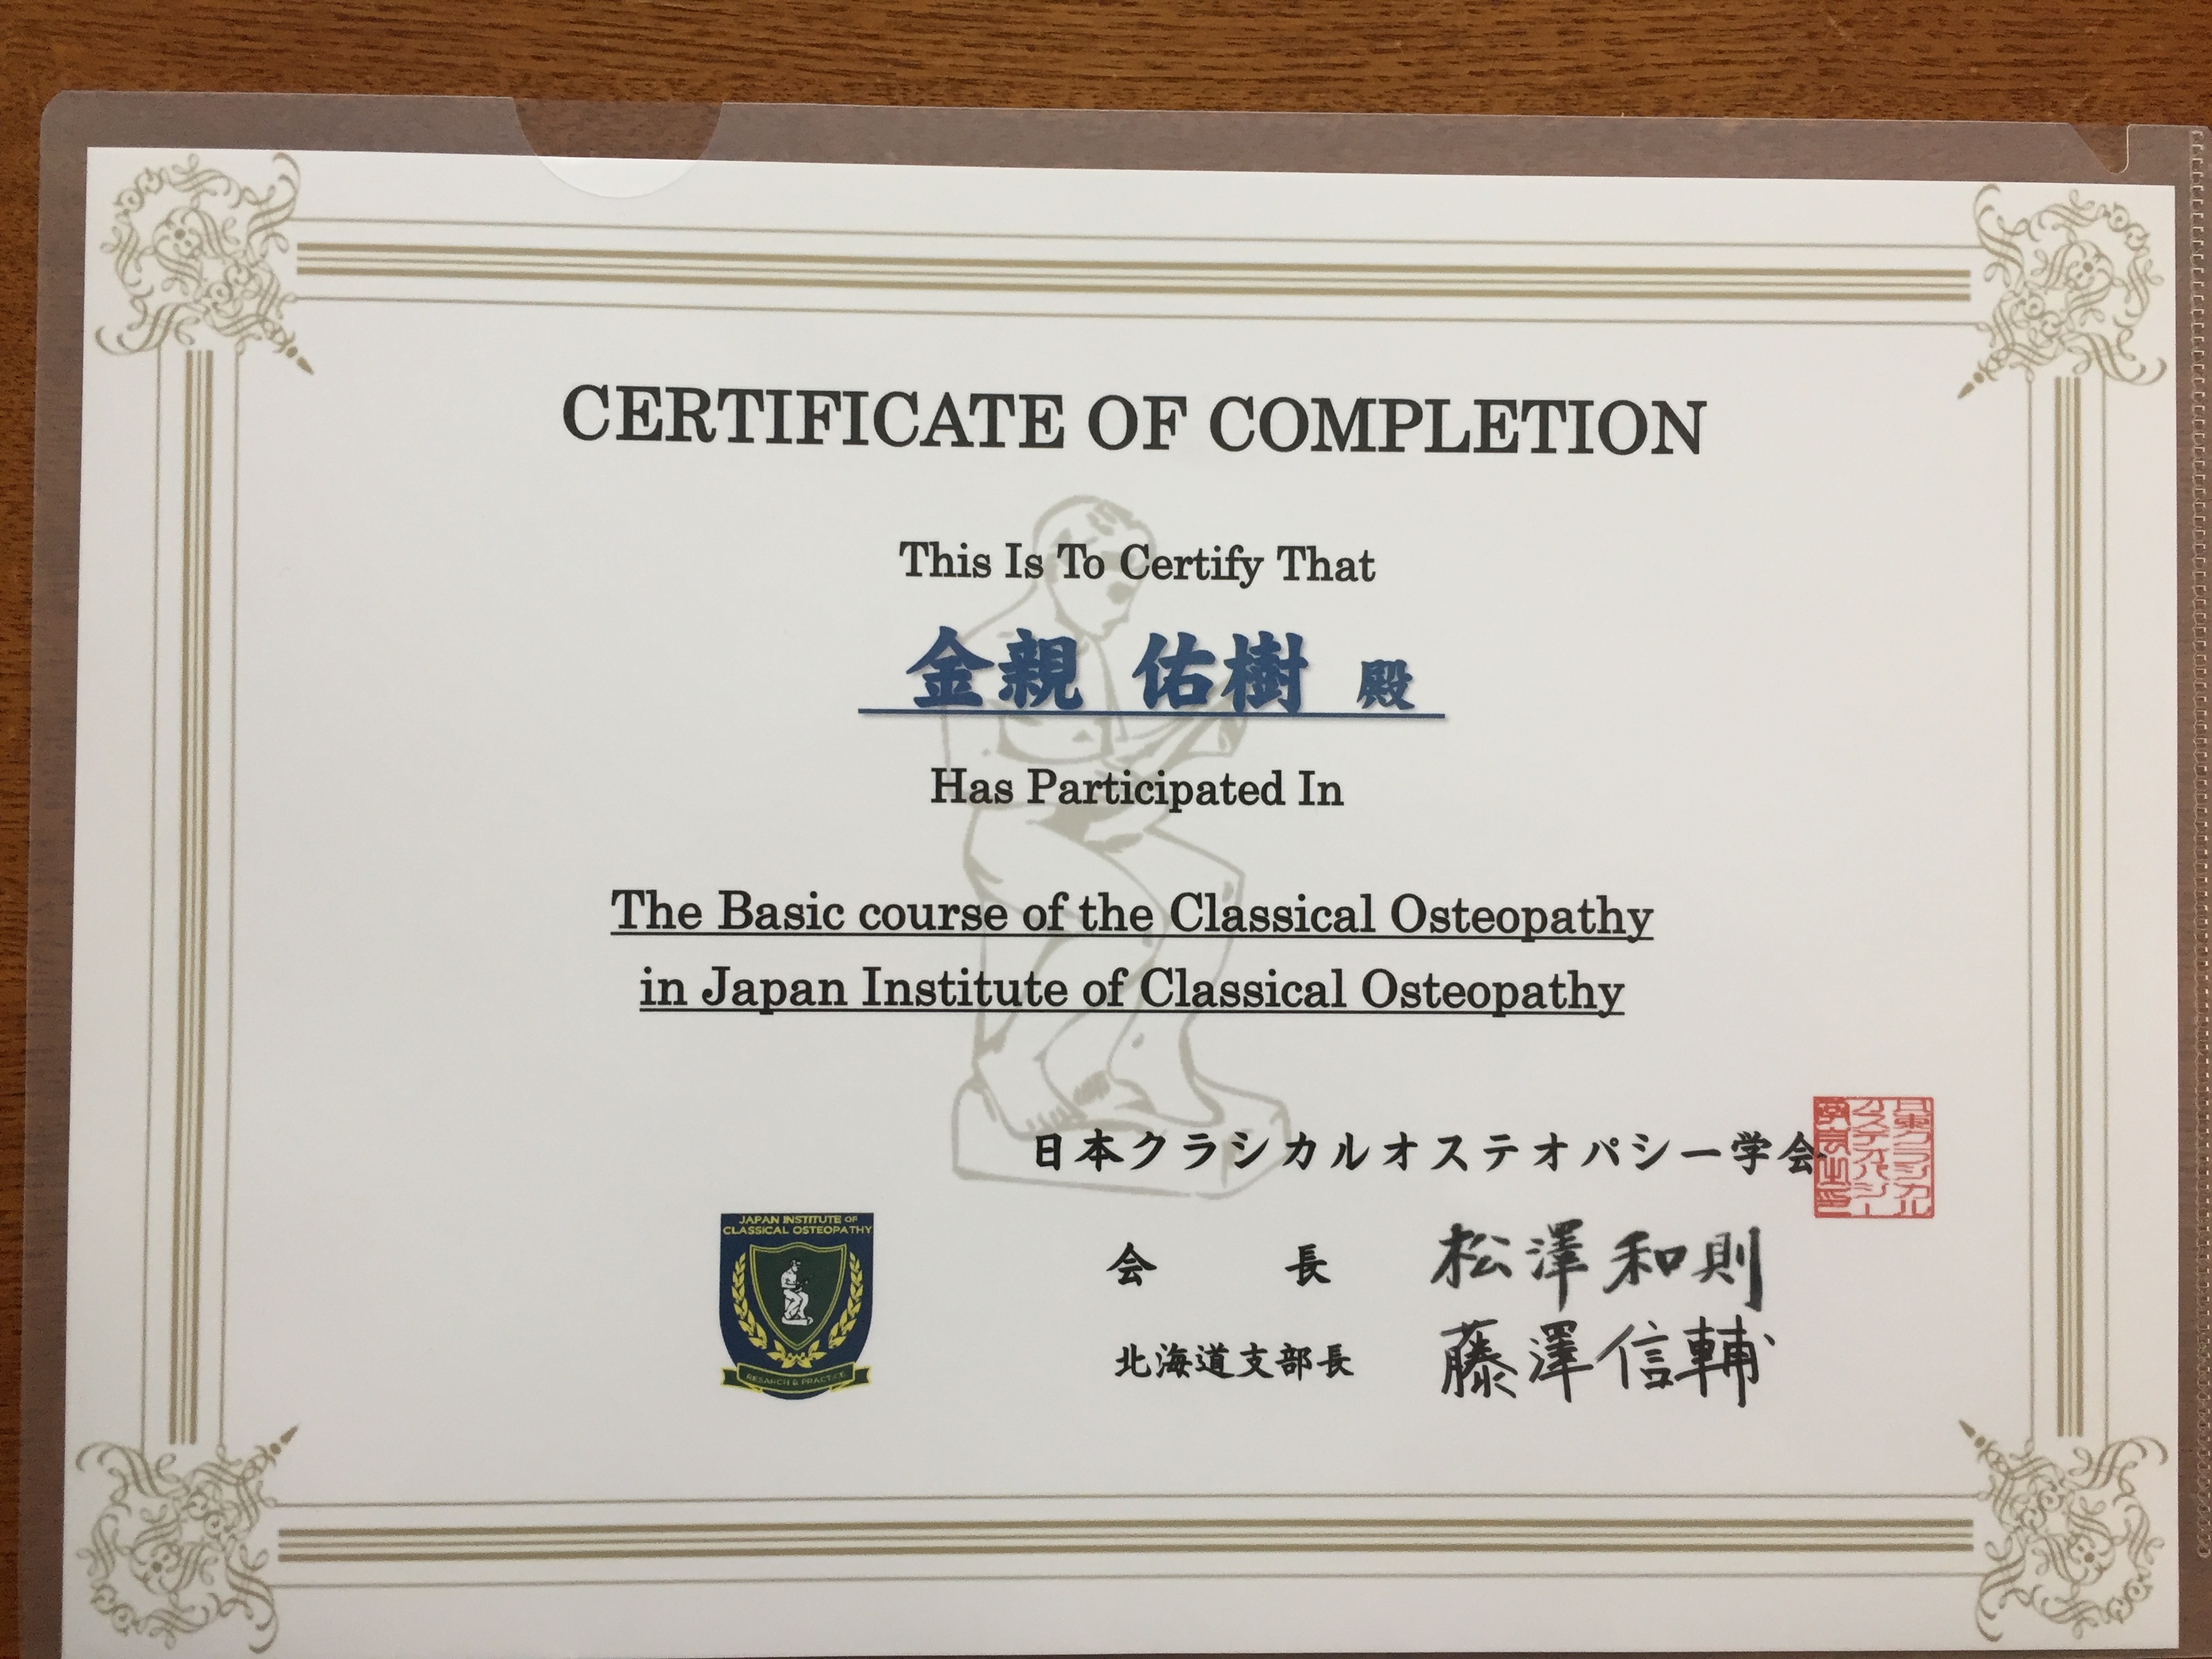 CERTIFICATE OF COMPLETION
This Is To Certify That
金親 佑樹 殿
Has Participated In
The Basic course of the Classical Osteopathy
in Japan Institute of Classical Osteopathy
日本クラシカルオステオパシー学会
JAPAN INSTITUTE OF
CLASSICAL OSTEOPATHY
RESARCH & PRACTICE
会 長 松澤和則
北海道支部長 藤澤信輔